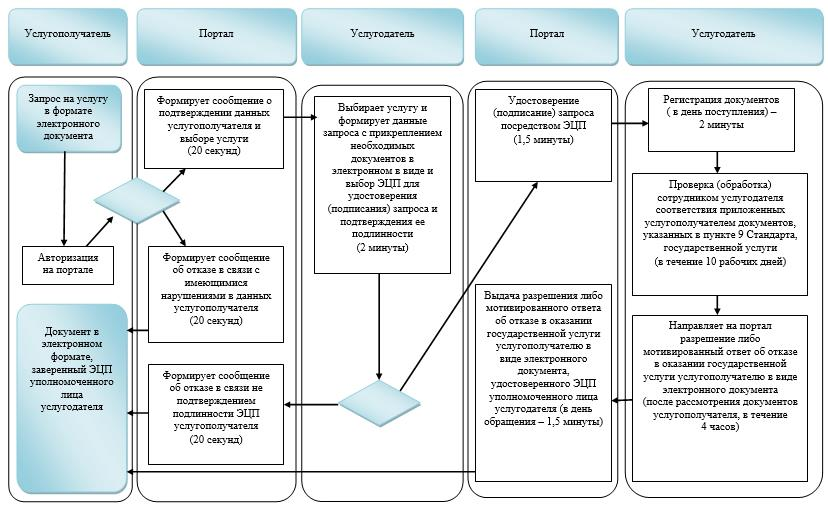 Услугополучатель
Портал
Услугодатель
Портал
Услугодатель
Запрос на услугу
в формате
электронного
документа
Авторизация
на портале
Документ в
электронном
формате,
заверенный ЭЦП
уполномоченного
лица
услугодателя
Формирует сообщение о
подтверждении данных
услугополучателя и
выборе услуги
(20 секунд)
Формирует сообщение
об отказе в связи с
имеющимися
нарушениями в данных
услугополучателя
(20 секунд)
Формирует сообщение
об отказе в связи не
подтверждением
подлинности ЭЦП
услугополучателя
(20 секунд)
Выбирает услугу и
формирует данные
запроса с прикреплением
необходимых
документов в
электронном в виде и
выбор ЭЦП для
удостоверения
(подписания) запроса и
подтверждения ее
подлинности
(2 минуты)
Удостоверение
(подписание) запроса
посредством ЭЦП
(1,5 минуты)
Выдача разрешения либо
мотивированного ответа
об отказе в оказании
государственной услуги
услугополучателю в
виде электронного
документа,
удостоверенного ЭЦП
уполномоченного лица
услугодателя (в день
обращения – 1,5 минуты)
Регистрация документов
( в день поступления) –
2 минуты
Проверка (обработка)
сотрудником услугодателя
соответствия приложенных
услугополучателем документов,
указанных в пункте 9 Стандарта,
государственной услуги
(в течение 10 рабочих дней)
Направляет на портал
разрешение либо
мотивированный ответ об отказе
в оказании государственной
услуги услугополучателю в виде
электронного документа
(после рассмотрения документов
услугополучателя, в течение
4 часов)